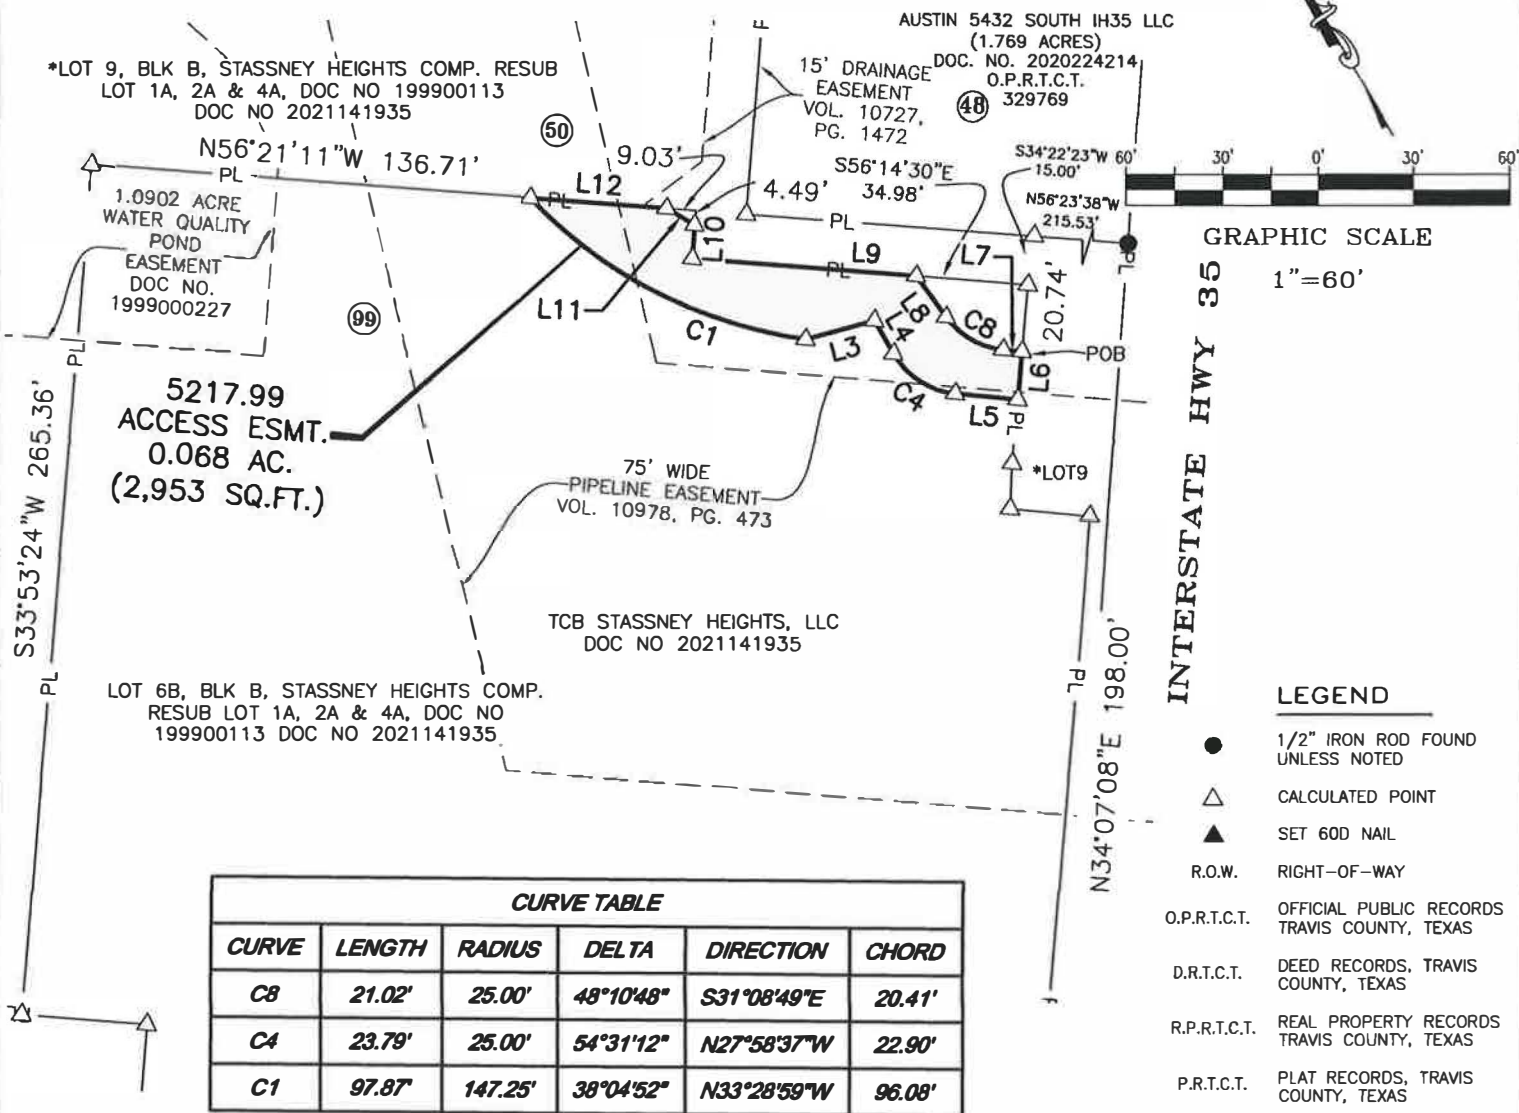 AUSTIN 5432 SOUTH IH35 LLC
(1.769 ACRES)
DOC. NO. 2020224214
O.P.R.T.C.T.
329769
48
*LOT 9, BLK B, STASSNEY HEIGHTS COMP. RESUB
LOT 1A, 2A & 4A, DOC NO 199900113
DOC NO 2021141935
15' DRAINAGE
EASEMENT
VOL. 10727,
PG. 1472
50
N56°21'11"W 136.71'
PL
9.03'
L12
PL
4.49'
S56°14'30"E
34.98'
PL
S34°22'23"W
15.00'
N56°23'38"W
215.53'
PL
60' 30' 0' 30' 60'
GRAPHIC SCALE
1"=60'
1.0902 ACRE
WATER QUALITY
POND
EASEMENT
DOC NO.
1999000227
99
L10
L9
PL
L7
L11
C1
L3
L8
L4
C8
20.74'
POB
L6
C4
L5
PL
*LOT9
PL
5217.99
ACCESS ESMT.
0.068 AC.
(2,953 SQ.FT.)
75' WIDE
PIPELINE EASEMENT
VOL. 10978, PG. 473
S33°53'24"W 265.36'
PL
INTERSTATE HWY 35
TCB STASSNEY HEIGHTS, LLC
DOC NO 2021141935
LOT 6B, BLK B, STASSNEY HEIGHTS COMP.
RESUB LOT 1A, 2A & 4A, DOC NO
199900113 DOC NO 2021141935
PL
N34°07'08"E 198.00'
LEGEND
1/2" IRON ROD FOUND
UNLESS NOTED
CALCULATED POINT
SET 60D NAIL
R.O.W. RIGHT-OF-WAY
O.P.R.T.C.T. OFFICIAL PUBLIC RECORDS
TRAVIS COUNTY, TEXAS
D.R.T.C.T. DEED RECORDS, TRAVIS
COUNTY, TEXAS
R.P.R.T.C.T. REAL PROPERTY RECORDS
TRAVIS COUNTY, TEXAS
P.R.T.C.T. PLAT RECORDS, TRAVIS
COUNTY, TEXAS
CURVE TABLE
CURVE LENGTH RADIUS DELTA DIRECTION CHORD
C8 21.02' 25.00' 48°10'48" S31°08'49"E 20.41'
C4 23.79' 25.00' 54°31'12" N27°58'37"W 22.90'
C1 97.87' 147.25' 38°04'52" N33°28'59"W 96.08'